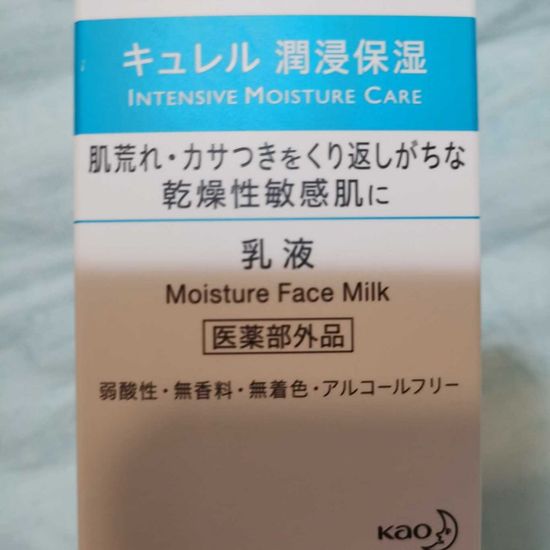 キュレル 潤浸保湿
INTENSIVE MOISTURE CARE
肌荒れ・カサつきをくり返しがちな
乾燥性敏感肌に
乳液
Moisture Face Milk
医薬部外品
弱酸性・無香料・無着色・アルコールフリー
Kao